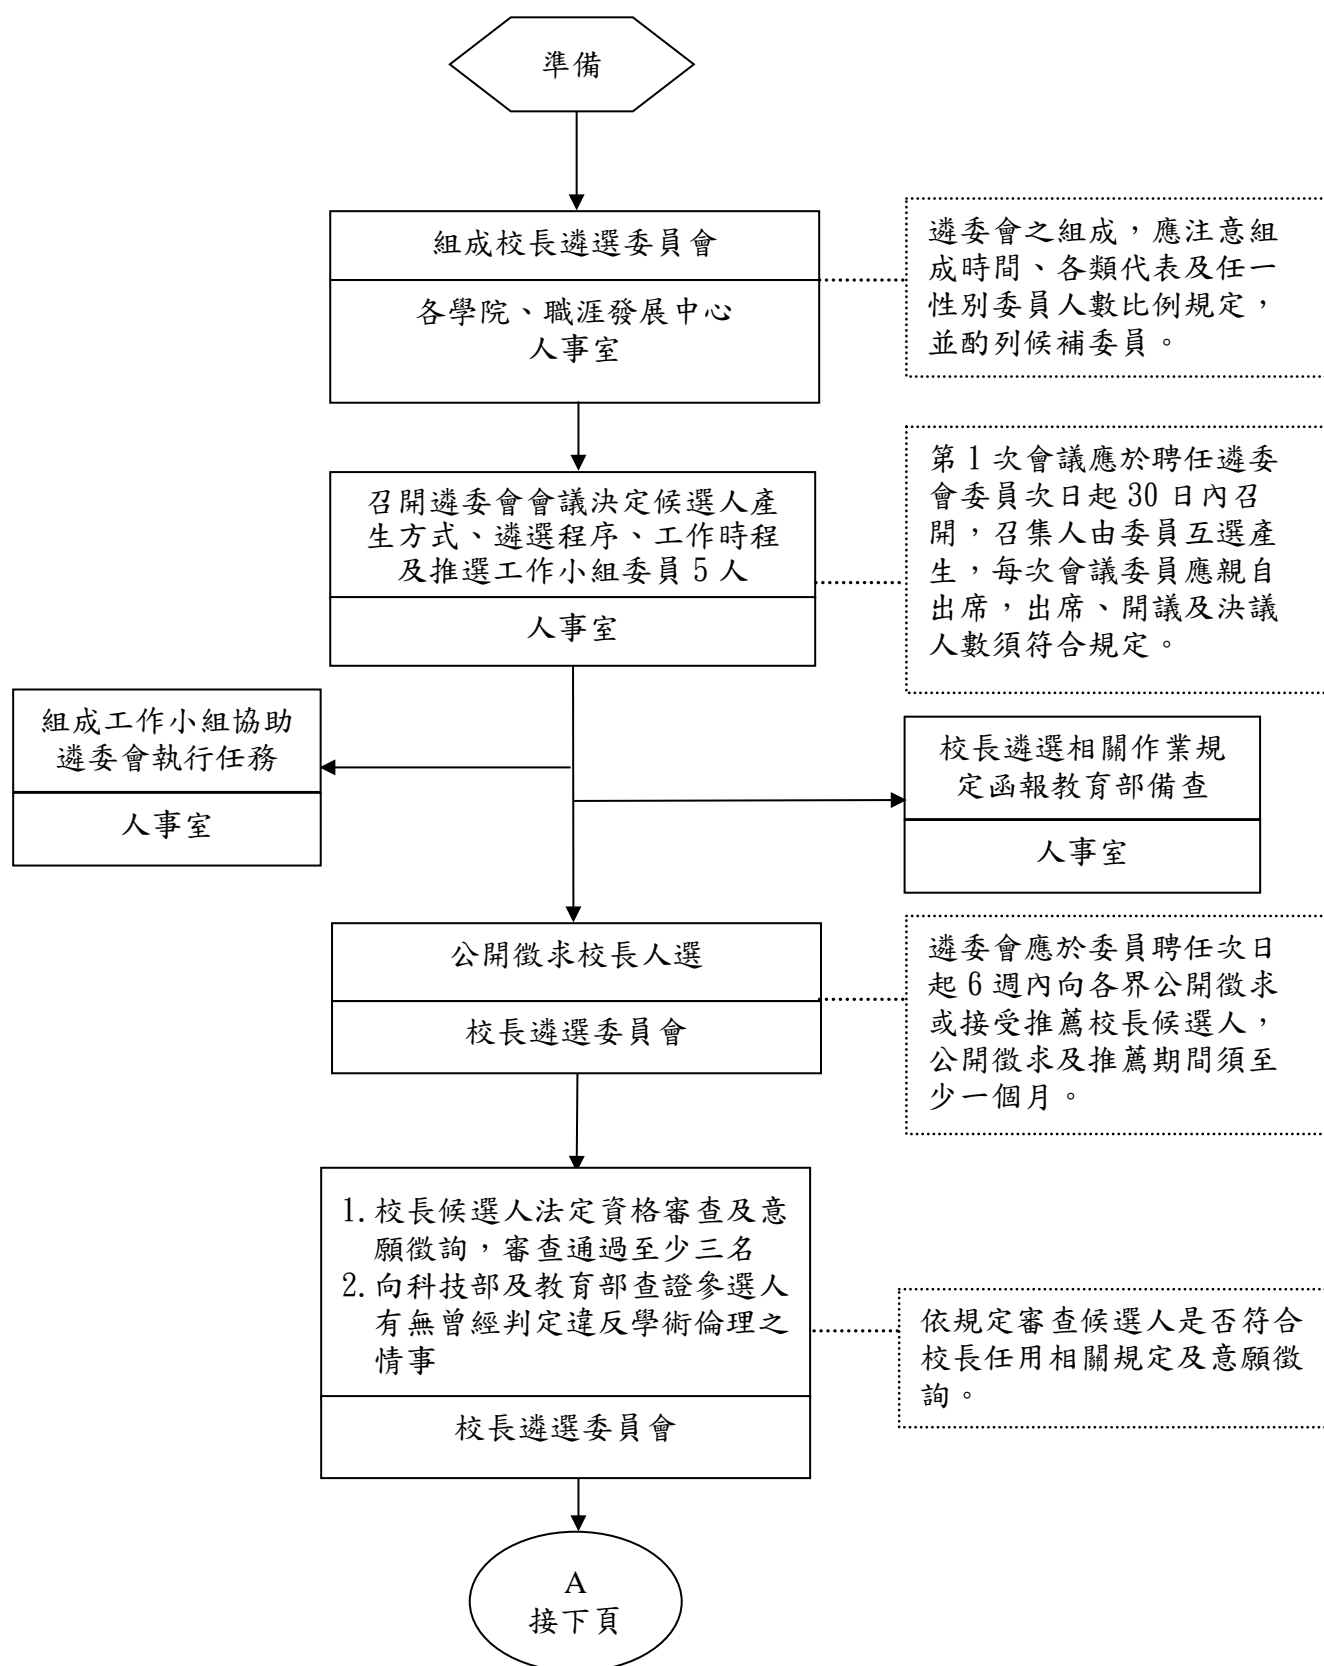 準備
組成校長遴選委員會
各學院、職涯發展中心
人事室
遴委會之組成，應注意組
成時間、各類代表及任一
性別委員人數比例規定，
並酌列候補委員。
召開遴委會會議決定候選人產
生方式、遴選程序、工作時程
及推選工作小組委員 5 人
人事室
第 1 次會議應於聘任遴委
會委員次日起 30 日內召
開，召集人由委員互選產
生，每次會議委員應親自
出席，出席、開議及決議
人數須符合規定。
組成工作小組協助
遴委會執行任務
人事室
校長遴選相關作業規
定函報教育部備查
人事室
公開徵求校長人選
校長遴選委員會
遴委會應於委員聘任次日
起 6 週內向各界公開徵求
或接受推薦校長候選人，
公開徵求及推薦期間須至
少一個月。
1. 校長候選人法定資格審查及意
願徵詢，審查通過至少三名
2. 向科技部及教育部查證參選人
有無曾經判定違反學術倫理之
情事
校長遴選委員會
依規定審查候選人是否符合
校長任用相關規定及意願徵
詢。
A
接下頁